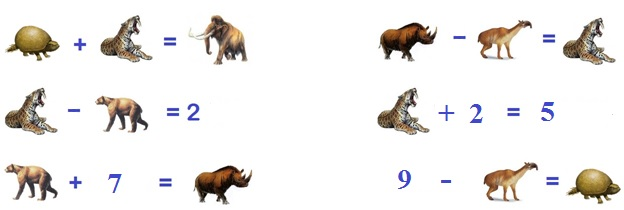 + = − =
− = 2 + 2 = 5
+ 7 = 9 - =